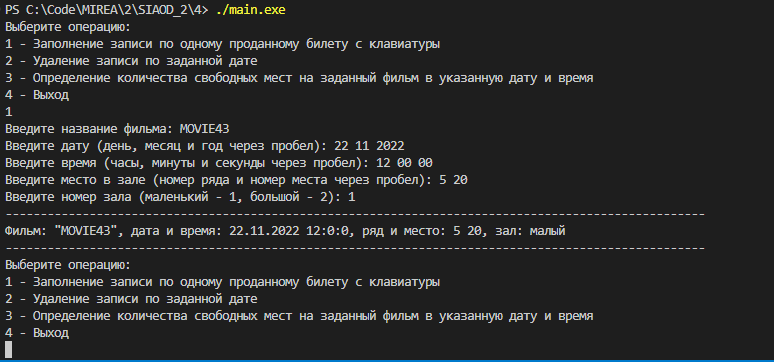 PS C:\Code\MIREA\2\SIAOD_2\4> ./main.exe
Выберите операцию:
1 - Заполнение записи по одному проданному билету с клавиатуры
2 - Удаление записи по заданной дате
3 - Определение количества свободных мест на заданный фильм в указанную дату и время
4 - Выход
1
Введите название фильма: MOVIE43
Введите дату (день, месяц и год через пробел): 22 11 2022
Введите время (часы, минуты и секунды через пробел): 12 00 00
Введите место в зале (номер ряда и номер места через пробел): 5 20
Введите номер зала (маленький - 1, большой - 2): 1
----------------------------------------------------------------------------------------------------
Фильм: "MOVIE43", дата и время: 22.11.2022 12:0:0, ряд и место: 5 20, зал: малый
----------------------------------------------------------------------------------------------------
Выберите операцию:
1 - Заполнение записи по одному проданному билету с клавиатуры
2 - Удаление записи по заданной дате
3 - Определение количества свободных мест на заданный фильм в указанную дату и время
4 - Выход